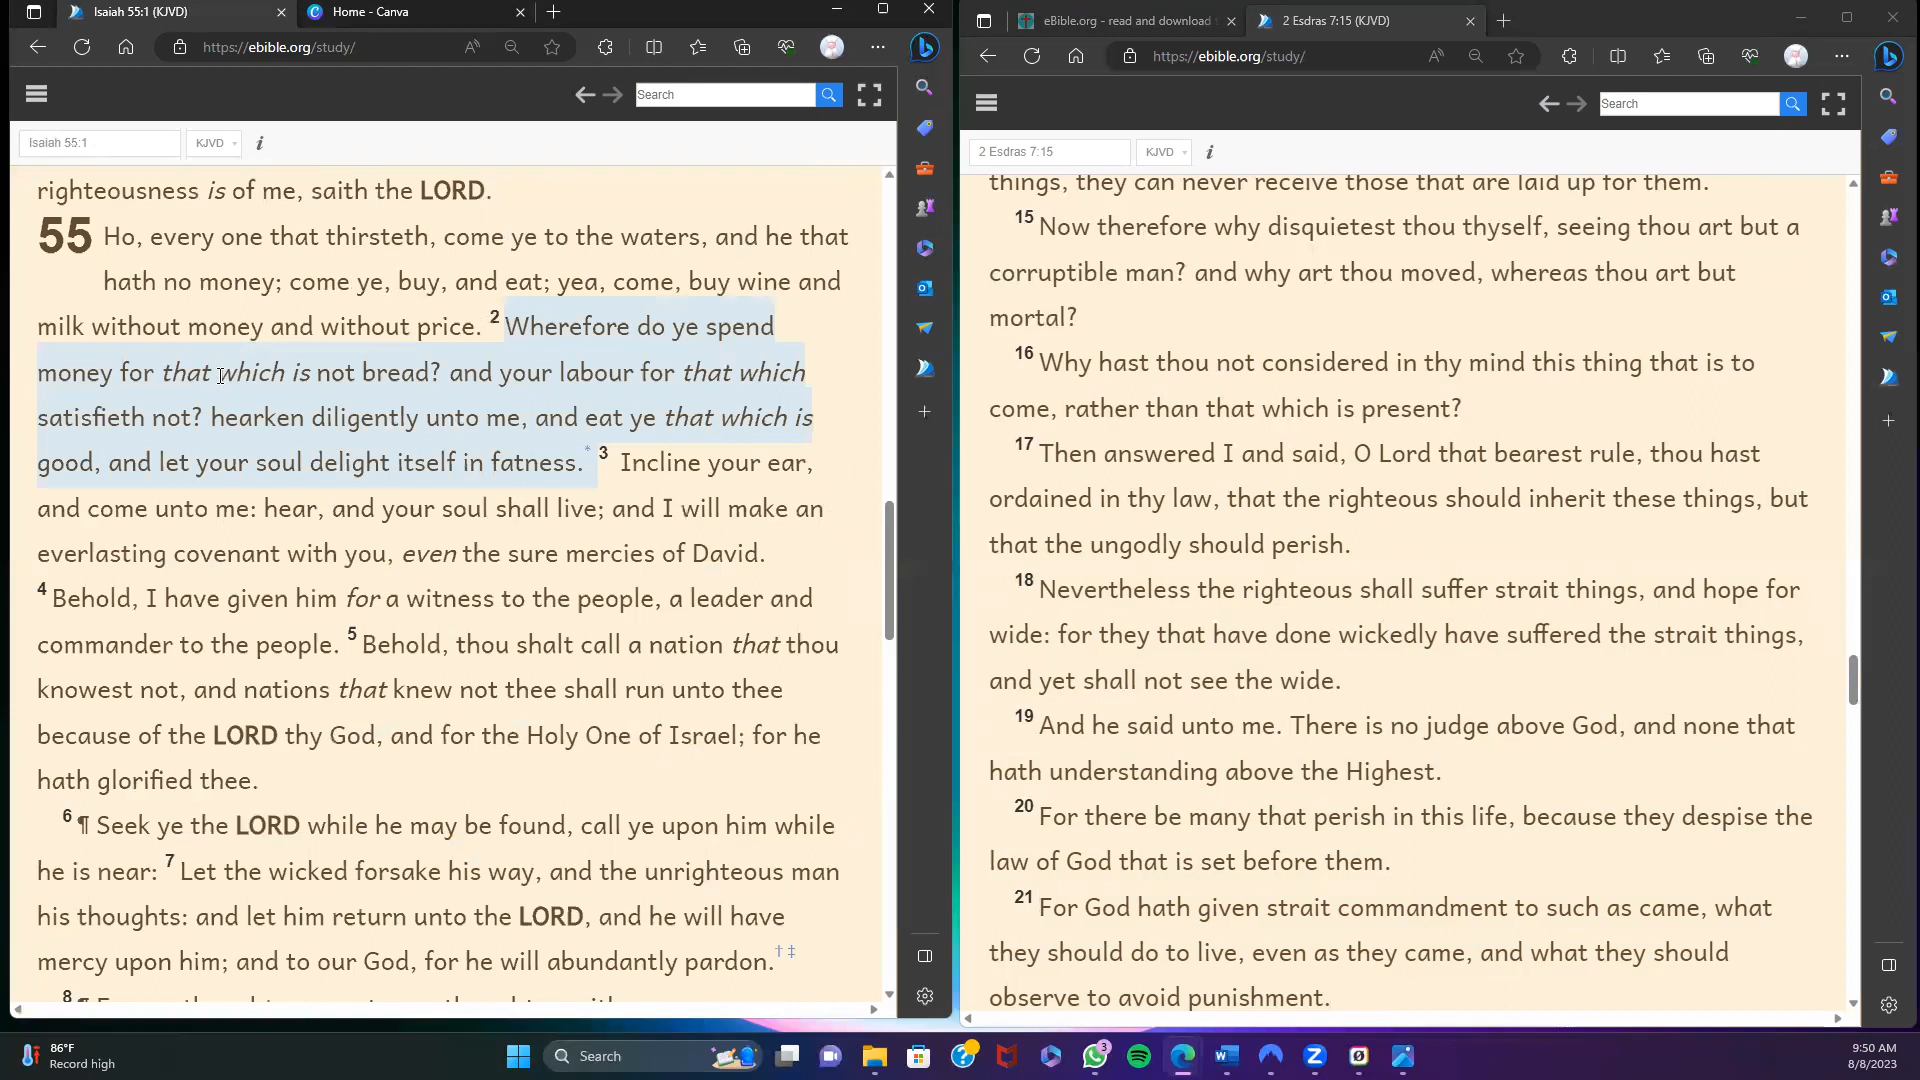 Isaiah 55:1 (KJVD)
Home - Canva
https://ebible.org/study/
Search
Isaiah 55:1
KJVD
righteousness is of me, saith the LORD.
55 Ho, every one that thirsteth, come ye to the waters, and he that
hath no money; come ye, buy, and eat; yea, come, buy wine and
milk without money and without price. 2 Wherefore do ye spend
money for that which is not bread? and your labour for that which
satisfieth not? hearken diligently unto me, and eat ye that which is
good, and let your soul delight itself in fatness. * 3 Incline your ear,
and come unto me: hear, and your soul shall live; and I will make an
everlasting covenant with you, even the sure mercies of David.
4 Behold, I have given him for a witness to the people, a leader and
commander to the people. 5 Behold, thou shalt call a nation that thou
knowest not, and nations that knew not thee shall run unto thee
because of the LORD thy God, and for the Holy One of Israel; for he
hath glorified thee.
6 ¶ Seek ye the LORD while he may be found, call ye upon him while
he is near: 7 Let the wicked forsake his way, and the unrighteous man
his thoughts: and let him return unto the LORD, and he will have
mercy upon him; and to our God, for he will abundantly pardon. † ‡
8 ¶
eBible.org - read and download
2 Esdras 7:15 (KJVD)
https://ebible.org/study/
Search
2 Esdras 7:15
KJVD
things, they can never receive those that are laid up for them.
15 Now therefore why disquietest thou thyself, seeing thou art but a
corruptible man? and why art thou moved, whereas thou art but
mortal?
16 Why hast thou not considered in thy mind this thing that is to
come, rather than that which is present?
17 Then answered I and said, O Lord that bearest rule, thou hast
ordained in thy law, that the righteous should inherit these things, but
that the ungodly should perish.
18 Nevertheless the righteous shall suffer strait things, and hope for
wide: for they that have done wickedly have suffered the strait things,
and yet shall not see the wide.
19 And he said unto me. There is no judge above God, and none that
hath understanding above the Highest.
20 For there be many that perish in this life, because they despise the
law of God that is set before them.
21 For God hath given strait commandment to such as came, what
they should do to live, even as they came, and what they should
observe to avoid punishment.
86°F
Record high
Search
3
9:50 AM
8/8/2023